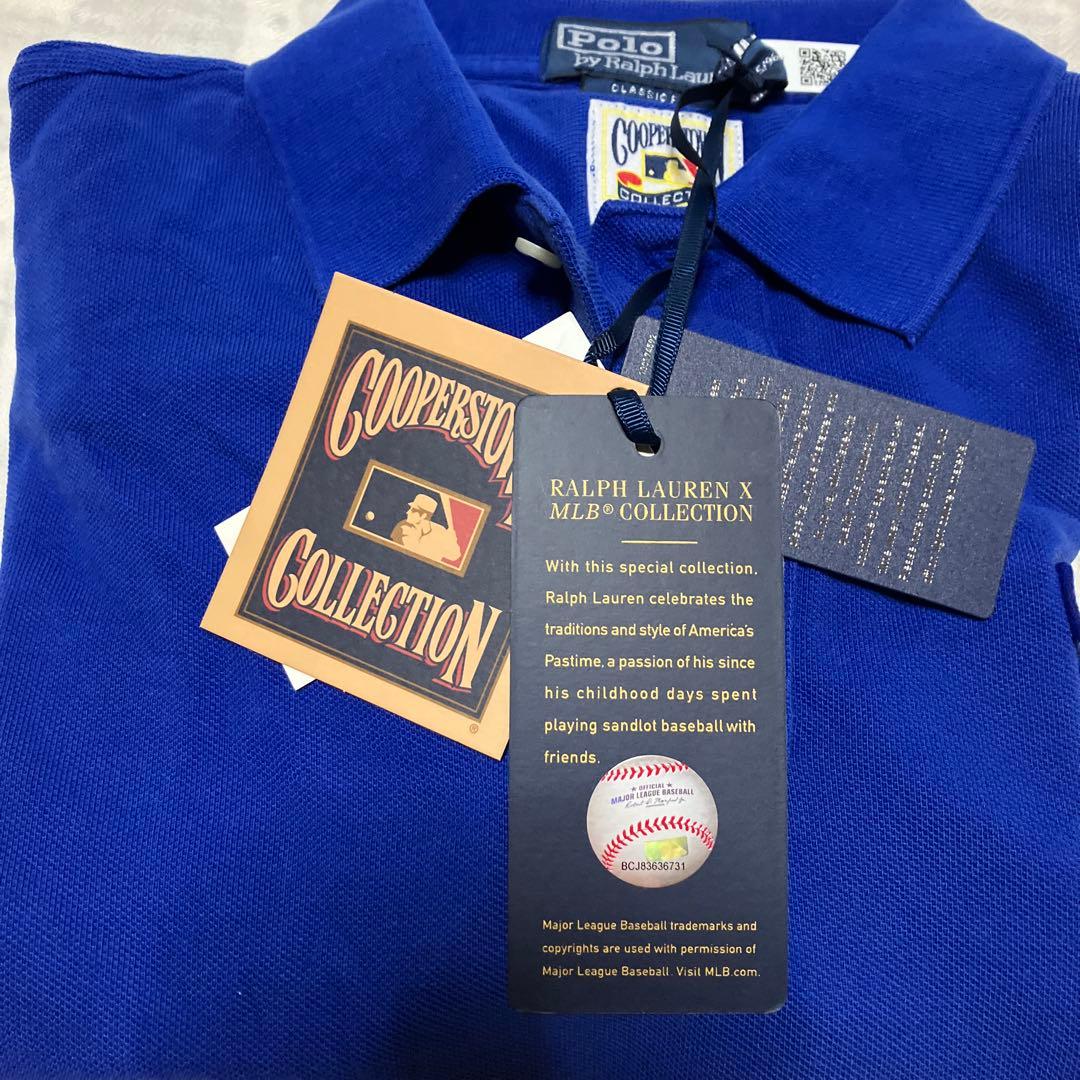 Polo
by Ralph Lau
CLASSIC F
COOPE
COLLECT
COOPERSTO
COLLECTION
®
RALPH LAUREN X
MLB® COLLECTION
With this special collection,
Ralph Lauren celebrates the
traditions and style of America's
Pastime, a passion of his since
his childhood days spent
playing sandlot baseball with
friends.
★ OFFICIAL ★
MAJOR LEAGUE BASEBALL
BCJ83636731
Major League Baseball trademarks and
copyrights are used with permission of
Major League Baseball. Visit MLB.com.